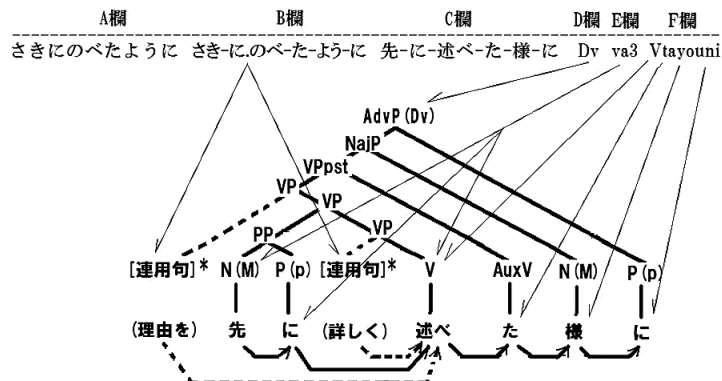 A欄 B欄 C欄 D欄 E欄 F欄
さきにのべたように さき-に.のべ-た-よう-に 先-に-述べ-た-様-に Dv va3 Vtayouni
AdvP(Dv)
NajP
VPpst
VP VP
PP VP
[連用句]* N(M) P(p) [連用句]* V AuxV N(M) P(p)
(理由を) 先 に (詳しく) 述べ た 様 に